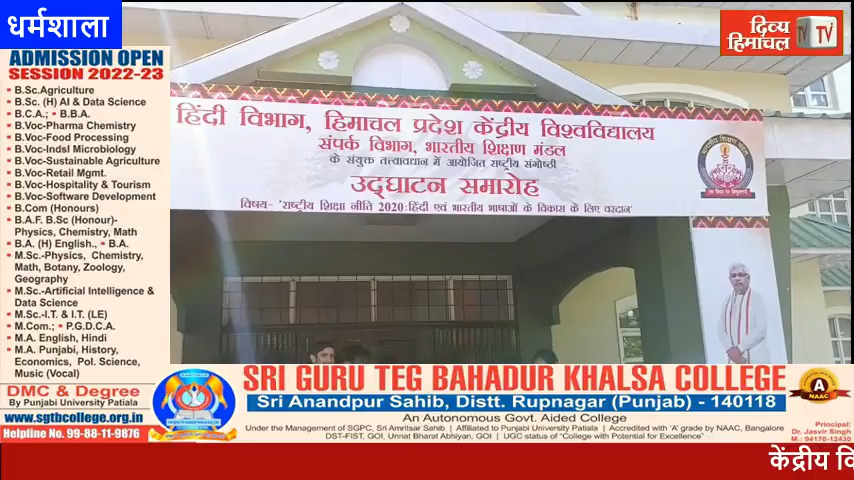 धर्मशाला
दिव्य
हिमाचल
TV
ADMISSION OPEN
SESSION 2022-23
B.Sc.Agriculture
B.Sc. (H) AI & Data Science
B.C.A.; B.B.A.
B.Voc-Pharma Chemistry
B.Voc-Food Processing
B.Voc-Indsl Microbiology
B.Voc-Sustainable Agriculture
B.Voc-Retail Mgmt.
B.Voc-Hospitality & Tourism
B.Voc-Software Development
B.Com (Honours)
B.A.F. B.Sc (Honour)-
Physics, Chemistry, Math
B.A. (H) English., B.A.
M.Sc-Physics, Chemistry,
Math, Botany, Zoology,
Geography
M.Sc.-Artificial Intelligence &
Data Science
M.Sc.-I.T. & I.T. (LE)
M.Com.; P.G.D.C.A.
M.A. English, Hindi
M.A. Punjabi, History,
Economics, Pol. Science,
Music (Vocal)
DMC & Degree
By Punjabi University Patiala
www.sgtbcollege.org.in
Helpline No. 99-88-11-9876
हिंदी विभाग, हिमाचल प्रदेश केंद्रीय विश्वविद्यालय
संपर्क विभाग, भारतीय शिक्षण मंडल
के संयुक्त तत्त्वावधान में आयोजित राष्ट्रीय संगोष्ठी
उद्घाटन समारोह
विषय- 'राष्ट्रीय शिक्षा नीति 2020:हिंदी एवं भारतीय भाषाओं के विकास के लिए वरदान'
भारतीय शिक्षण मंडल
SRI GURU TEG BAHADUR KHALSA COLLEGE
Sri Anandpur Sahib, Distt. Rupnagar (Punjab) - 140118
An Autonomous Govt. Aided College
Under the Management of SGPC, Sri Amritsar Sahib | Affiliated to Punjabi University Patiala | Accredited with 'A' grade by NAAC, Bangalore
DST-FIST, GOI, Unnat Bharat Abhiyan, GOI | UGC status of "College with Potential for Excellence"
A
NAAC
Principal:
Dr. Jasvir Singh
M.: 94170-12430
केंद्रीय वि